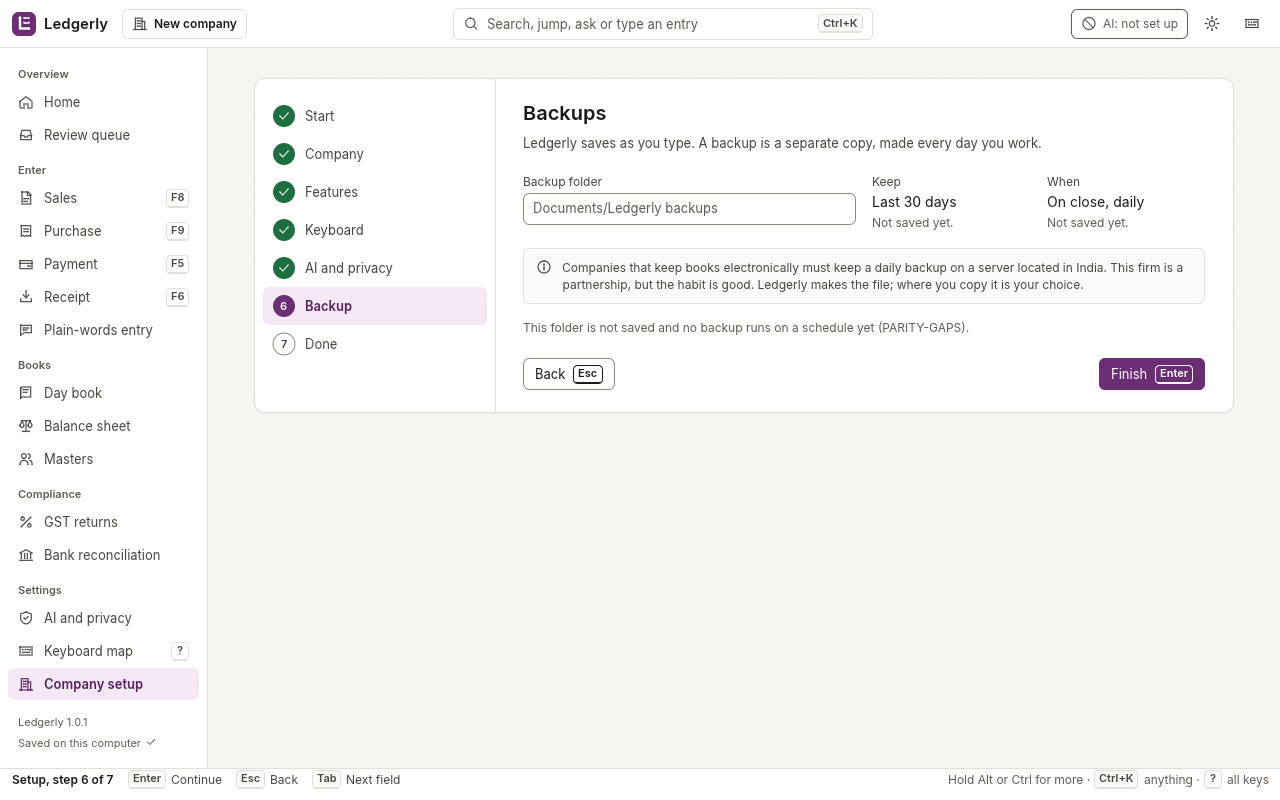 Ledgerly
New company
Search, jump, ask or type an entry
Ctrl+K
AI: not set up
Overview
Home
Review queue
Enter
Sales F8
Purchase F9
Payment F5
Receipt F6
Plain-words entry
Books
Day book
Balance sheet
Masters
Compliance
GST returns
Bank reconciliation
Settings
AI and privacy
Keyboard map ?
Company setup
Ledgerly 1.0.1
Saved on this computer
Start
Company
Features
Keyboard
AI and privacy
6 Backup
7 Done
Backups
Ledgerly saves as you type. A backup is a separate copy, made every day you work.
Backup folder
Documents/Ledgerly backups
Keep
Last 30 days
Not saved yet.
When
On close, daily
Not saved yet.
Companies that keep books electronically must keep a daily backup on a server located in India. This firm is a
partnership, but the habit is good. Ledgerly makes the file; where you copy it is your choice.
This folder is not saved and no backup runs on a schedule yet (PARITY-GAPS).
Back Esc
Finish Enter
Setup, step 6 of 7 Enter Continue Esc Back Tab Next field
Hold Alt or Ctrl for more · Ctrl+K anything · ? all keys